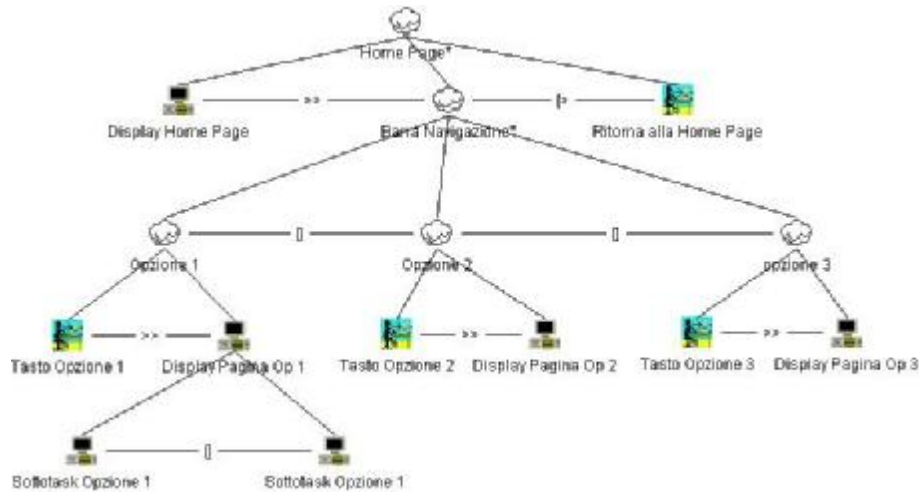 Home Page*
>> [>
Display Home Page Barra Navigazione* Ritorna alla Home Page
[] []
Opzione 1 Opzione 2 opzione 3
>> >> >>
Tasto Opzione 1 Display Pagina Op 1 Tasto Opzione 2 Display Pagina Op 2 Tasto Opzione 3 Display Pagina Op 3
[]
Sottotask Opzione 1 Sottotask Opzione 1